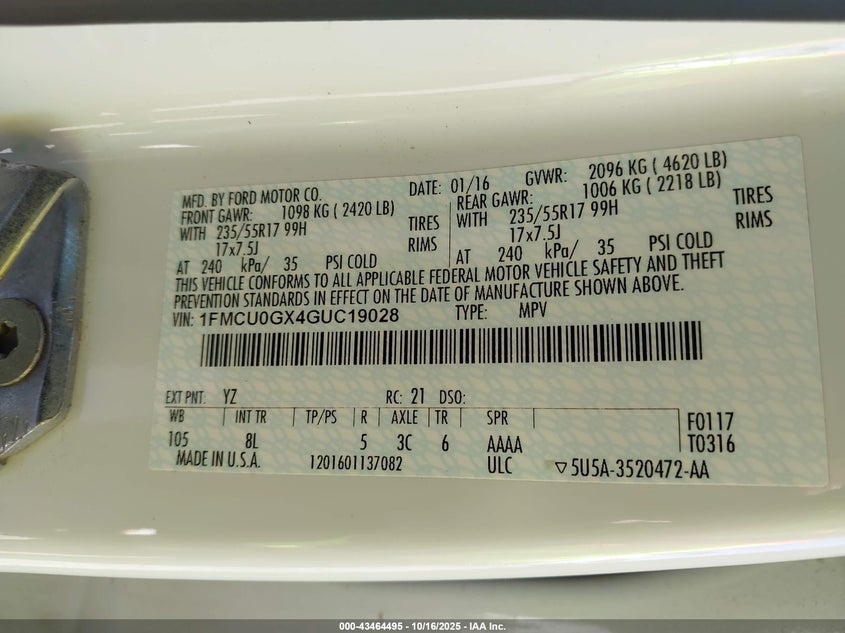 MFD. BY FORD MOTOR CO. DATE: 01/16 GVWR: 2096 KG ( 4620 LB)
FRONT GAWR: 1098 KG ( 2420 LB) REAR GAWR: 1006 KG ( 2218 LB)
WITH 235/55R17 99H TIRES WITH 235/55R17 99H TIRES
17x7.5J RIMS 17x7.5J RIMS
AT 240 kPa/ 35 PSI COLD AT 240 kPa/ 35 PSI COLD
THIS VEHICLE CONFORMS TO ALL APPLICABLE FEDERAL MOTOR VEHICLE SAFETY AND THEFT
PREVENTION STANDARDS IN EFFECT ON THE DATE OF MANUFACTURE SHOWN ABOVE.
VIN: 1FMCU0GX4GUC19028 TYPE: MPV
EXT PNT: YZ RC: 21 DSO:
WB INT TR TP/PS R AXLE TR SPR F0117
105 8L 5 3C 6 AAAA T0316
MADE IN U.S.A. 1201601137082 ULC ▽5U5A-3520472-AA
000-43464495 - 10/16/2025 - IAA Inc.